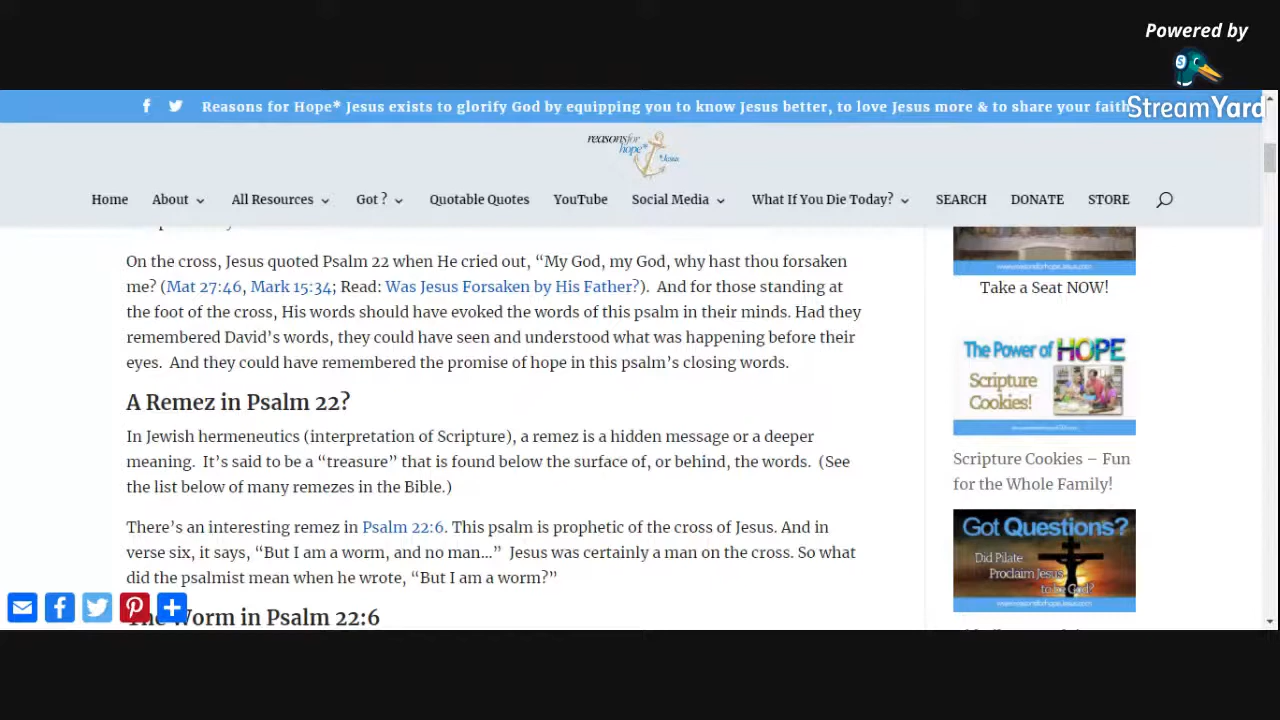 Powered by
StreamYard
Reasons for Hope* Jesus exists to glorify God by equipping you to know Jesus better, to love Jesus more & to share your faith
reasons for
hope*
Jesus
Home About All Resources Got ? Quotable Quotes YouTube Social Media What If You Die Today? SEARCH DONATE STORE
On the cross, Jesus quoted Psalm 22 when He cried out, “My God, my God, why hast thou forsaken
me? (Mat 27:46, Mark 15:34; Read: Was Jesus Forsaken by His Father?).  And for those standing at
the foot of the cross, His words should have evoked the words of this psalm in their minds. Had they
remembered David’s words, they could have seen and understood what was happening before their
eyes.  And they could have remembered the promise of hope in this psalm’s closing words.
A Remez in Psalm 22?
In Jewish hermeneutics (interpretation of Scripture), a remez is a hidden message or a deeper
meaning.  It’s said to be a “treasure” that is found below the surface of, or behind, the words.  (See
the list below of many remezes in the Bible.)
There’s an interesting remez in Psalm 22:6. This psalm is prophetic of the cross of Jesus. And in
verse six, it says, “But I am a worm, and no man…”  Jesus was certainly a man on the cross. So what
did the psalmist mean when he wrote, “But I am a worm?”
Worm in Psalm 22:6
www.reasonsforhopejesus.com
Take a Seat NOW!
The Power of HOPE
Scripture
Cookies!
Scripture Cookies – Fun
for the Whole Family!
Got Questions?
Did Pilate
Proclaim Jesus
to be God?
www.reasonsforhopejesus.com